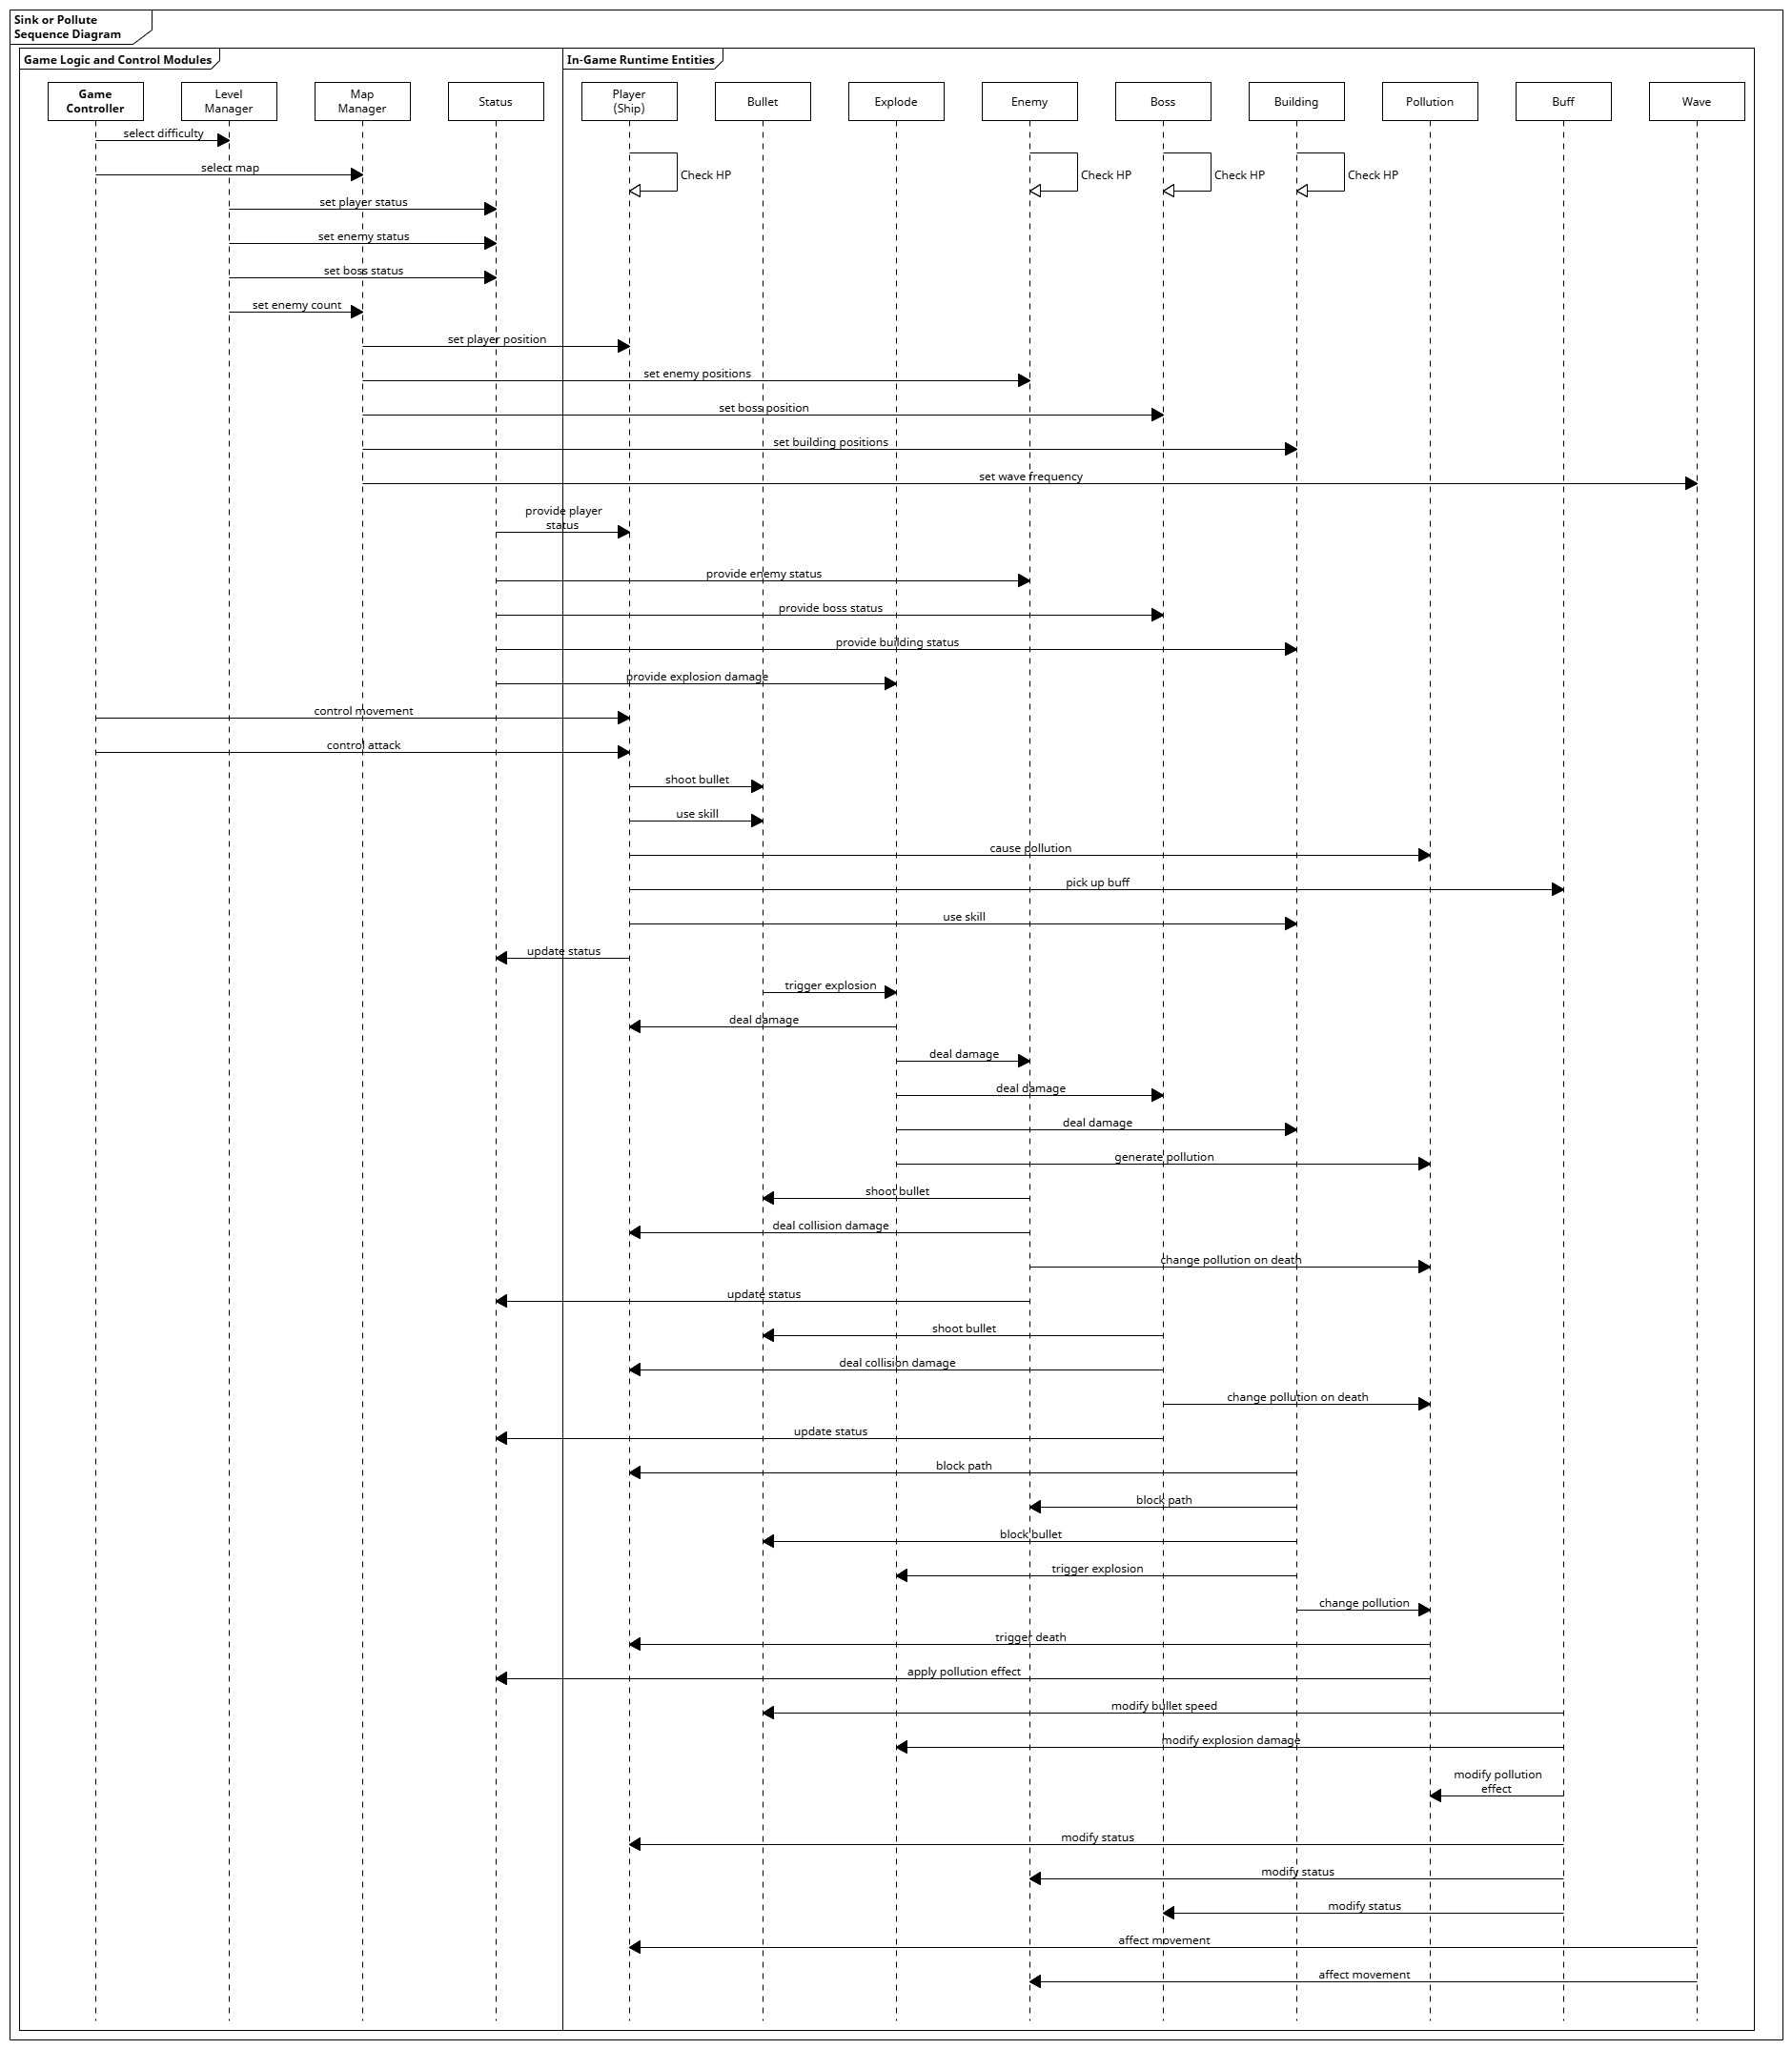 Sink or Pollute
Sequence Diagram
Game Logic and Control Modules
In-Game Runtime Entities
Game
Controller
Level
Manager
Map
Manager
Status
Player
(Ship)
Bullet
Explode
Enemy
Boss
Building
Pollution
Buff
Wave
select difficulty
select map
Check HP
Check HP
Check HP
Check HP
set player status
set enemy status
set boss status
set enemy count
set player position
set enemy positions
set boss position
set building positions
set wave frequency
provide player
status
provide enemy status
provide boss status
provide building status
provide explosion damage
control movement
control attack
shoot bullet
use skill
cause pollution
pick up buff
use skill
update status
trigger explosion
deal damage
deal damage
deal damage
deal damage
generate pollution
shoot bullet
deal collision damage
change pollution on death
update status
shoot bullet
deal collision damage
change pollution on death
update status
block path
block path
block bullet
trigger explosion
change pollution
trigger death
apply pollution effect
modify bullet speed
modify explosion damage
modify pollution
effect
modify status
modify status
modify status
affect movement
affect movement